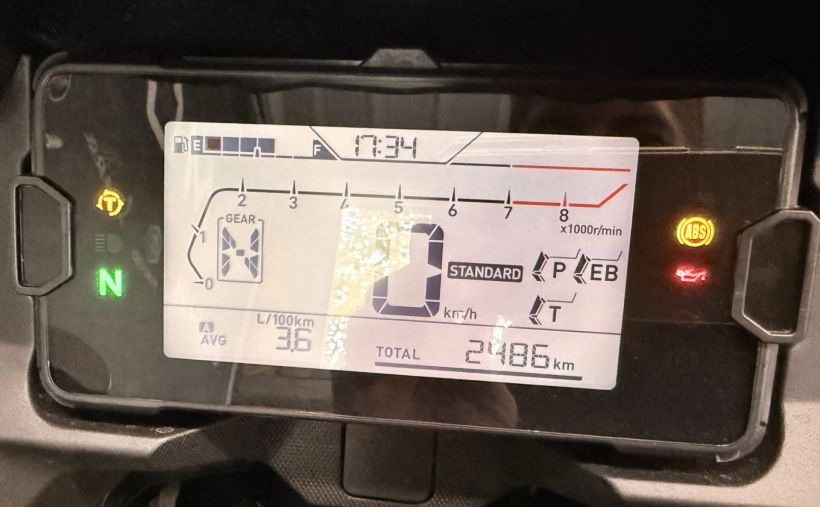 E F 17:34
2 3 4 5 6 7 8
x1000r/min
1
0
GEAR
N
0
km/h
STANDARD
P EB
T
T
N
ABS
A
AVG
L/100km
3.6
TOTAL 2486 km